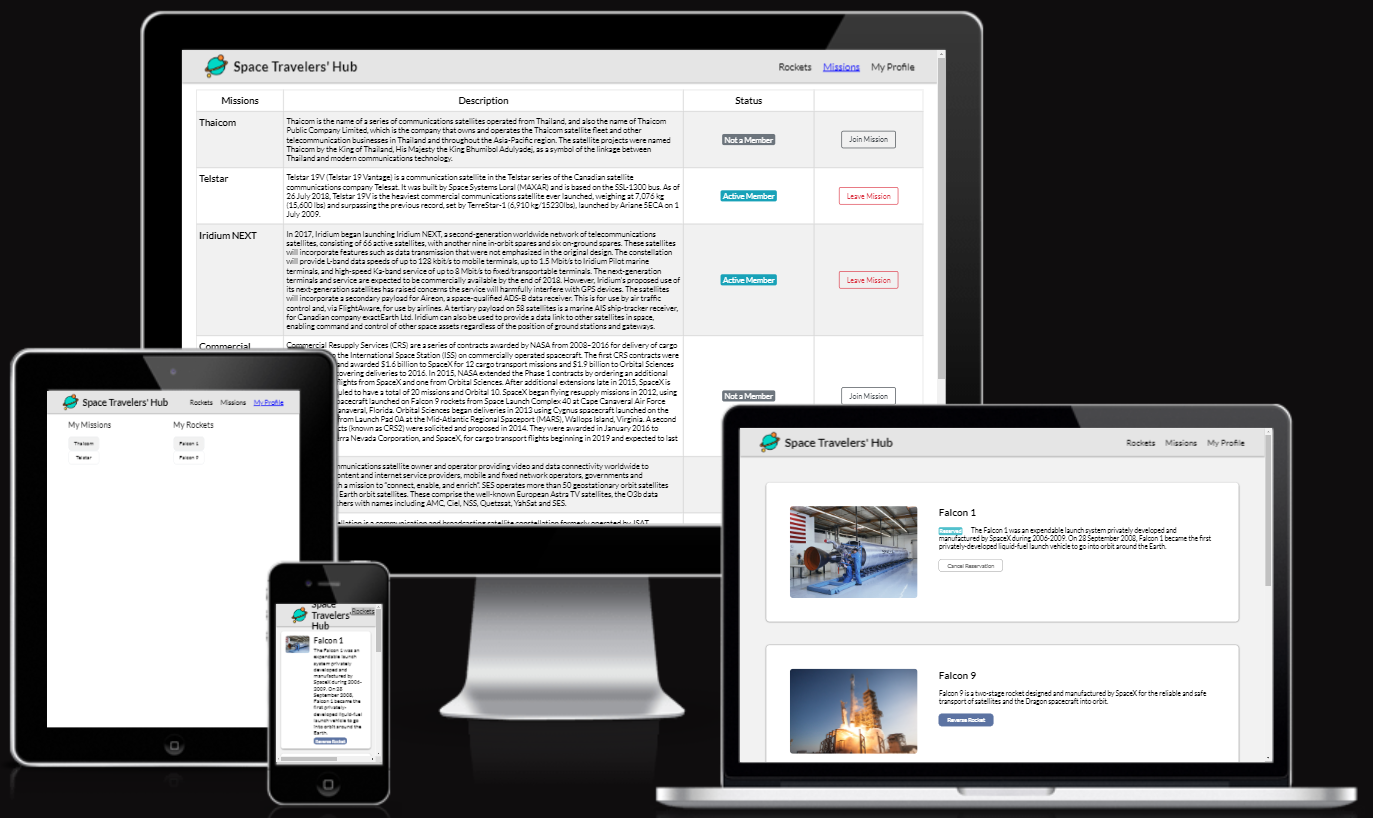 Space Travelers' Hub
Rockets Missions My Profile
Missions Description Status
Thaicom
Thaicom is the name of a series of communications satellites operated from Thailand, and also the name of Thaicom
Public Company Limited, which is the company that owns and operates the Thaicom satellite fleet and other
telecommunication businesses in Thailand and throughout the Asia-Pacific region. The satellite projects were named
Thaicom by the King of Thailand, His Majesty the King Bhumibol Adulyadej, as a symbol of the linkage between
Thailand and modern communications technology.
Not a Member
Join Mission
Telstar
Telstar 19V (Telstar 19 Vantage) is a communication satellite in the Telstar series of the Canadian satellite
communications company Telesat. It was built by Space Systems Loral (MAXAR) and is based on the SSL-1300 bus. As of
26 July 2018, Telstar 19V is the heaviest commercial communications satellite ever launched, weighing at 7,076 kg
(15,600 lbs) and surpassing the previous record, set by TerreStar-1 (6,910 kg/15230lbs), launched by Ariane 5ECA on 1
July 2009.
Active Member
Leave Mission
Iridium NEXT
In 2017, Iridium began launching Iridium NEXT, a second-generation worldwide network of telecommunications
satellites, consisting of 66 active satellites, with another nine in-orbit spares and six on-ground spares. These satellites
will incorporate features such as data transmission that were not emphasized in the original design. The constellation
will provide L-band data speeds of up to 128 kbit/s to mobile terminals, up to 1.5 Mbit/s to Iridium Pilot marine
terminals, and high-speed Ka-band service of up to 8 Mbit/s to fixed/transportable terminals. The next-generation
terminals and service are expected to be commercially available by the end of 2018. However, Iridium's proposed use of
its next-generation satellites has raised concerns the service will harmfully interfere with GPS devices. The satellites
will incorporate a secondary payload for Aireon, a space-qualified ADS-B data receiver. This is for use by air traffic
control and, via FlightAware, for use by airlines. A tertiary payload on 58 satellites is a marine AIS ship-tracker receiver,
for Canadian company exactEarth Ltd. Iridium can also be used to provide a data link to other satellites in space,
enabling command and control of other space assets regardless of the position of ground stations and gateways.
Active Member
Leave Mission
Commercial
Commercial Resupply Services (CRS) are a series of contracts awarded by NASA from 2008–2016 for delivery of cargo
the International Space Station (ISS) on commercially operated spacecraft. The first CRS contracts were
and awarded $1.6 billion to SpaceX for 12 cargo transport missions and $1.9 billion to Orbital Sciences
covering deliveries to 2016. In 2015, NASA extended the Phase 1 contracts by ordering an additional
flights from SpaceX and one from Orbital Sciences. After additional extensions late in 2015, SpaceX is
uled to have a total of 20 missions and Orbital 10. SpaceX began flying resupply missions in 2012, using
pacecraft launched on Falcon 9 rockets from Space Launch Complex 40 at Cape Canaveral Air Force
anaveral, Florida. Orbital Sciences began deliveries in 2013 using Cygnus spacecraft launched on the
from Launch Pad 0A at the Mid-Atlantic Regional Spaceport (MARS), Wallops Island, Virginia. A second
cts (known as CRS2) were solicited and proposed in 2014. They were awarded in January 2016 to
rra Nevada Corporation, and SpaceX, for cargo transport flights beginning in 2019 and expected to last
Not a Member
Join Mission
mmunications satellite owner and operator providing video and data connectivity worldwide to
ontent and internet service providers, mobile and fixed network operators, governments and
h a mission to "connect, enable, and enrich". SES operates more than 50 geostationary orbit satellites
Earth orbit satellites. These comprise the well-known European Astra TV satellites, the O3b data
hers with names including AMC, Ciel, NSS, Quetzsat, YahSat and SES.
ellation is a communication and broadcasting satellite constellation formerly operated by JSAT
Space Travelers' Hub Rockets Missions My Profile
My Missions My Rockets
Thaicom Falcon 1
Telstar Falcon 9
Space
Travelers'
Hub
Rockets
Falcon 1
The Falcon 1 was an
expendable launch
system privately
developed and
manufactured by
SpaceX during 2006-
2009. On 28
September 2008,
Falcon 1 became the
first privately-
developed liquid-fuel
launch vehicle to go
into orbit around the
Earth.
Reverse Rocket
Space Travelers' Hub
Rockets Missions My Profile
Falcon 1
Reserved The Falcon 1 was an expendable launch system privately developed and
manufactured by SpaceX during 2006-2009. On 28 September 2008, Falcon 1 became the first
privately-developed liquid-fuel launch vehicle to go into orbit around the Earth.
Cancel Reservation
Falcon 9
Falcon 9 is a two-stage rocket designed and manufactured by SpaceX for the reliable and safe
transport of satellites and the Dragon spacecraft into orbit.
Reverse Rocket